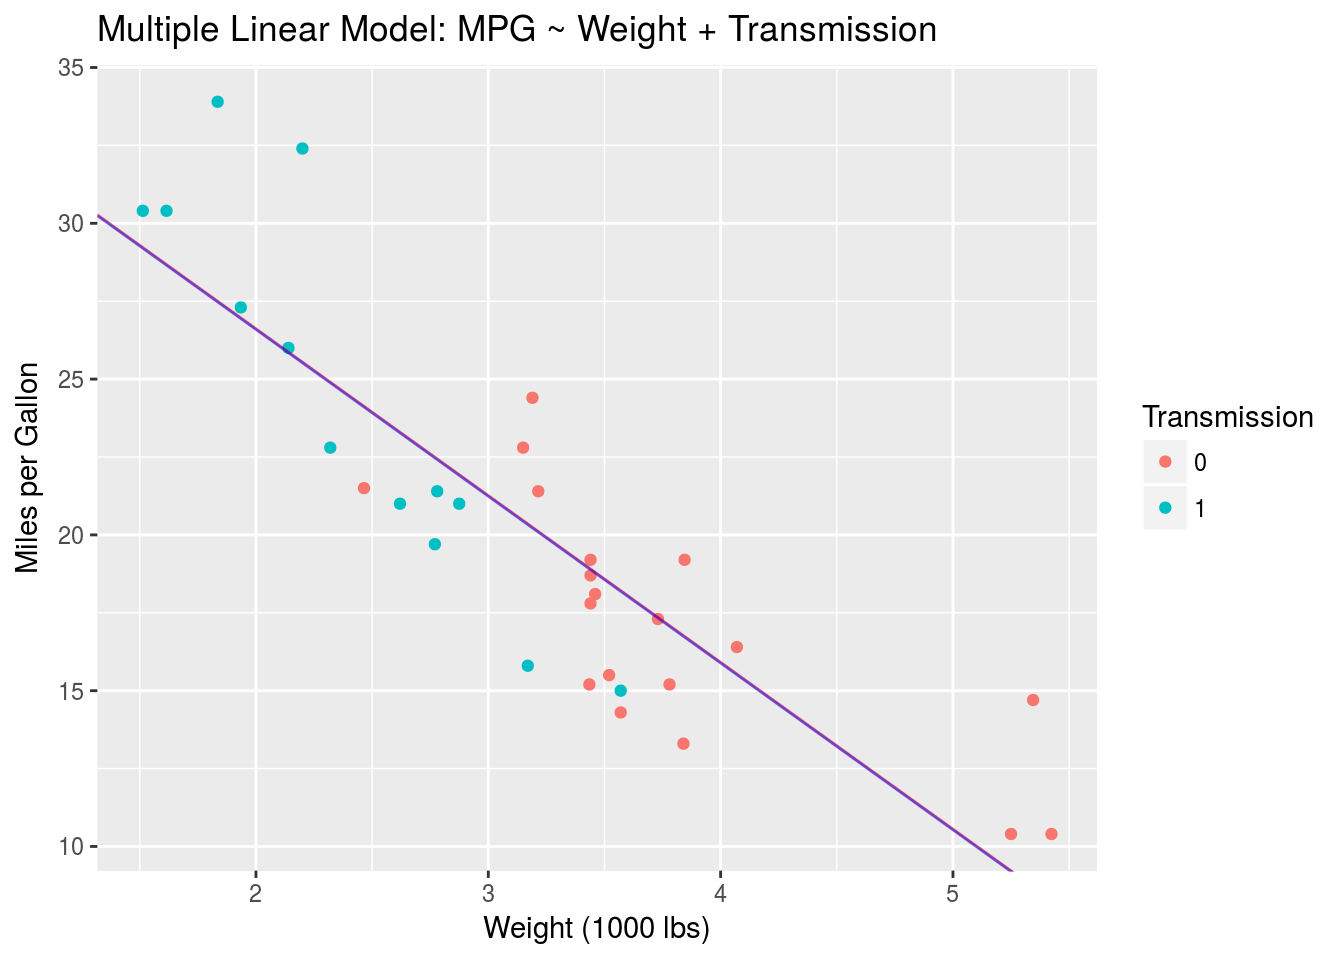 Multiple Linear Model: MPG ~ Weight + Transmission
35
30
25
20
15
10
Miles per Gallon
2 3 4 5
Weight (1000 lbs)
Transmission
0
1